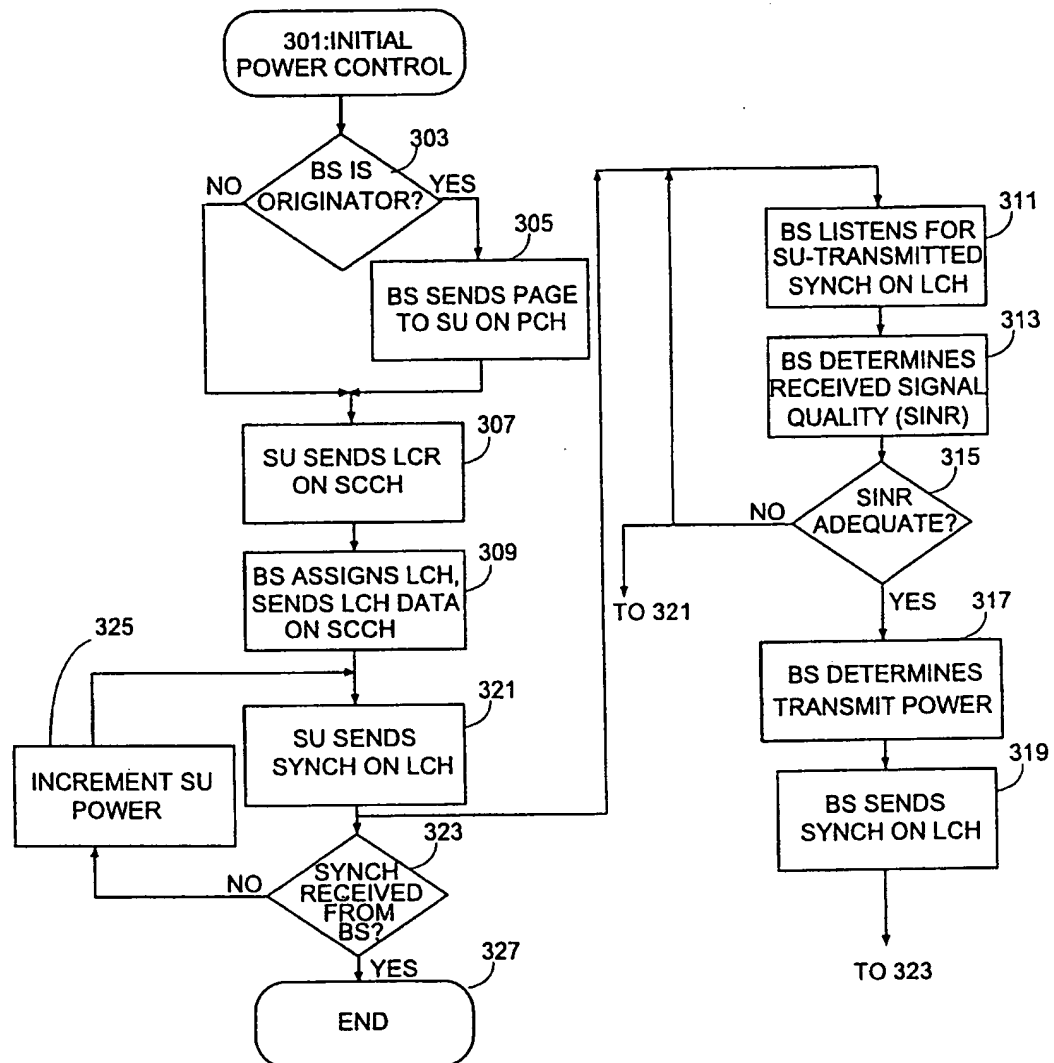 301:INITIAL
POWER CONTROL
303
BS IS
ORIGINATOR?
NO
YES
305
BS SENDS PAGE
TO SU ON PCH
307
SU SENDS LCR
ON SCCH
309
BS ASSIGNS LCH,
SENDS LCH DATA
ON SCCH
325
INCREMENT SU
POWER
321
SU SENDS
SYNCH ON LCH
323
SYNCH
RECEIVED
FROM
BS?
NO
YES
327
END
311
BS LISTENS FOR
SU-TRANSMITTED
SYNCH ON LCH
313
BS DETERMINES
RECEIVED SIGNAL
QUALITY (SINR)
315
SINR
ADEQUATE?
NO
TO 321
YES
317
BS DETERMINES
TRANSMIT POWER
319
BS SENDS
SYNCH ON LCH
TO 323